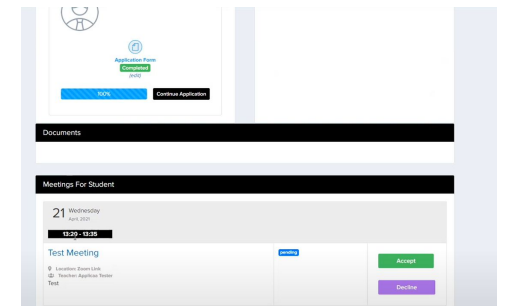 Application Form
Completed
[edit]
100%
Continue Application
Documents
Meetings For Student
21 Wednesday
April, 2021
13:20 - 13:35
Test Meeting
pending
Accept
Location: Zoom Link
Teacher: Applicos Tester
Test
Decline